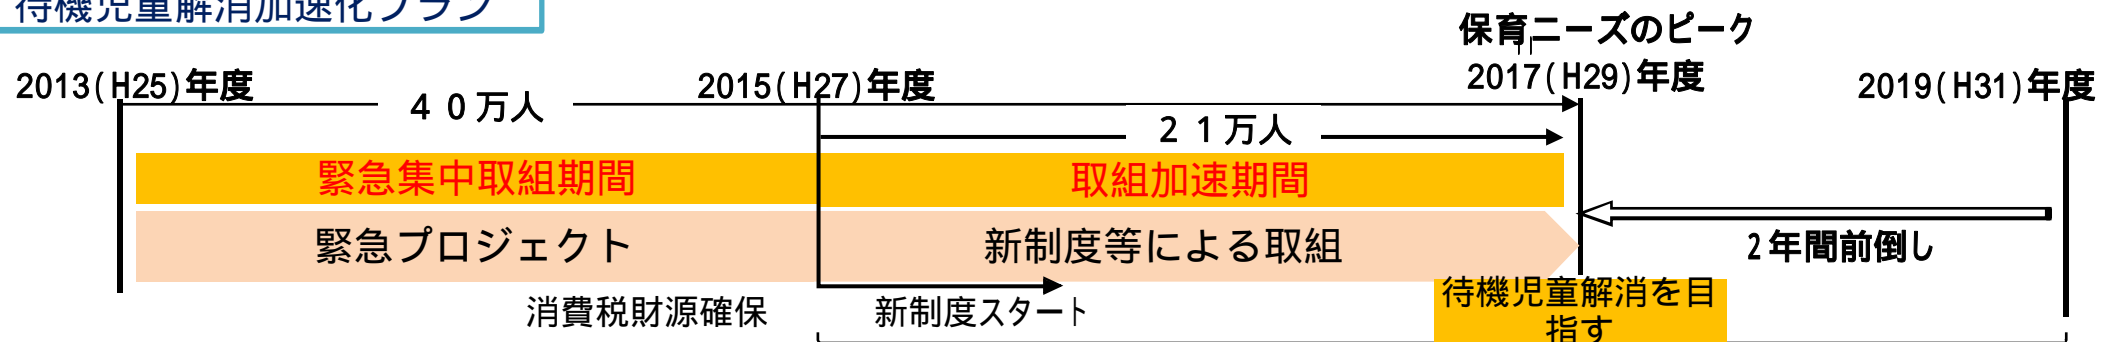 待機児童解消加速化プラン
保育ニーズのピーク
2013(H25)年度
2015(H27)年度
2017(H29)年度
2019(H31)年度
４０万人
２１万人
緊急集中取組期間
取組加速期間
緊急プロジェクト
新制度等による取組
2年間前倒し
消費税財源確保
新制度スタート
待機児童解消を目
指す